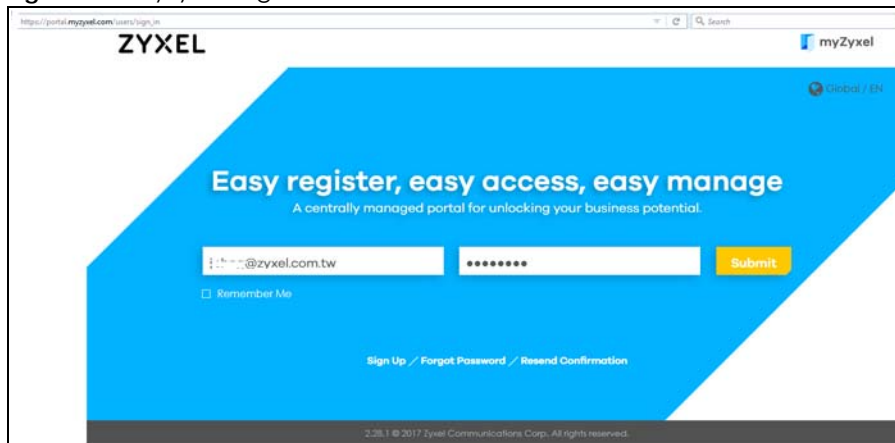 https://portal.myzyxel.com/users/sign_in
Search
ZYXEL
myZyxel
Global / EN
Easy register, easy access, easy manage
A centrally managed portal for unlocking your business potential.
@zyxel.com.tw
••••••••
Submit
Remember Me
Sign Up / Forgot Password / Resend Confirmation
2.28.1 © 2017 Zyxel Communications Corp. All rights reserved.